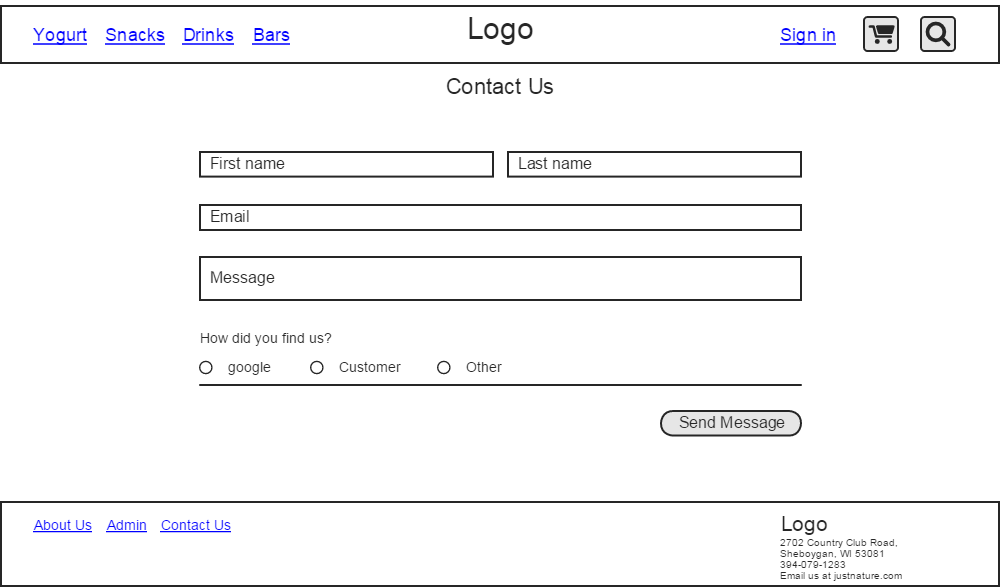 Yogurt Snacks Drinks Bars Logo Sign in
Contact Us
First name Last name
Email
Message
How did you find us?
google Customer Other
Send Message
About Us Admin Contact Us
Logo
2702 Country Club Road,
Sheboygan, WI 53081
394-079-1283
Email us at justnature.com